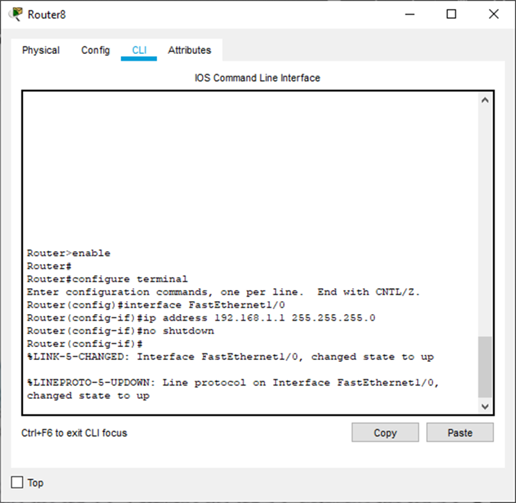 Router8
Physical Config CLI Attributes
IOS Command Line Interface
Router>enable
Router#
Router#configure terminal
Enter configuration commands, one per line.  End with CNTL/Z.
Router(config)#interface FastEthernet1/0
Router(config-if)#ip address 192.168.1.1 255.255.255.0
Router(config-if)#no shutdown
Router(config-if)#
%LINK-5-CHANGED: Interface FastEthernet1/0, changed state to up
%LINEPROTO-5-UPDOWN: Line protocol on Interface FastEthernet1/0,
changed state to up
Ctrl+F6 to exit CLI focus
Copy Paste
Top